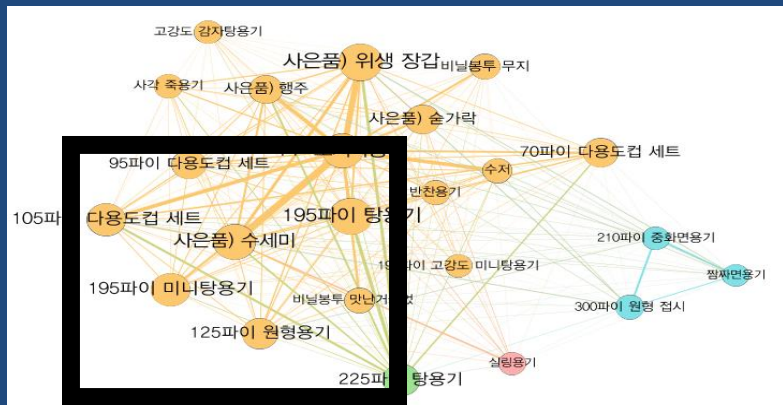 고강도 감자탕용기
사은품) 위생 장갑
비닐봉투 무지
사각 죽용기
사은품) 행주
사은품) 숟가락
70파이 다용도컵 세트
95파이 다용도컵 세트
수저
반찬용기
105파 다용도컵 세트
195파이 탕용기
사은품) 수세미
210파이 중화면용기
파이 고강도 미니탕용기
짬짜면용기
195파이 미니탕용기
비닐봉투 맛난거
300파이 원형 접시
125파이 원형용기
실링용기
225파 탕용기